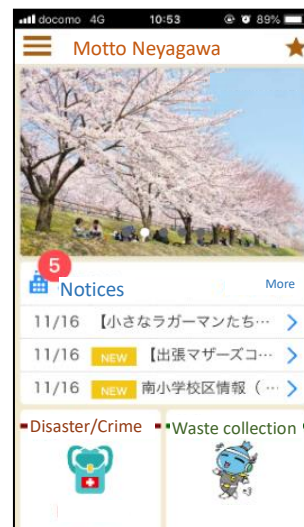 docomo 4G 10:53 89%
Motto Neyagawa
5
Notices More
11/16 【小さなラガーマンたち…
11/16 NEW 【出張マザーズコ…
11/16 NEW 南小学校区情報（…
Disaster/Crime Waste collection